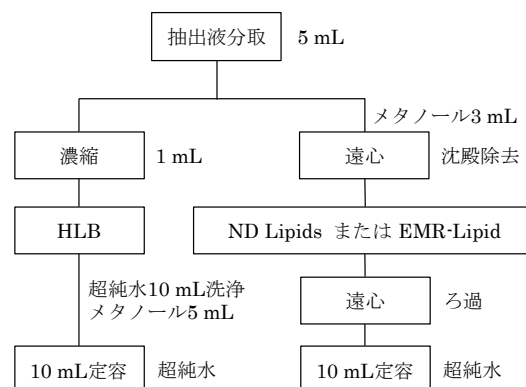 抽出液分取 5 mL
メタノール3 mL
濃縮 1 mL
遠心 沈殿除去
HLB
ND Lipids または EMR-Lipid
超純水10 mL洗浄
メタノール5 mL
遠心 ろ過
10 mL定容 超純水
10 mL定容 超純水